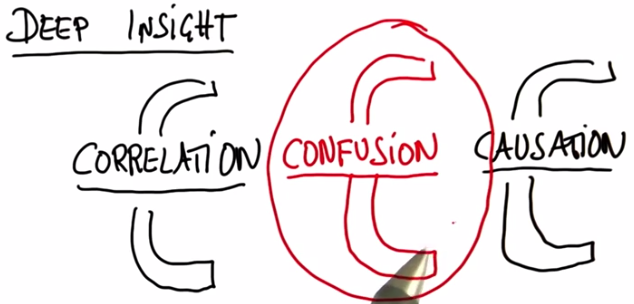 DEEP INSIGHT
CORRELATION CONFUSION CAUSATION